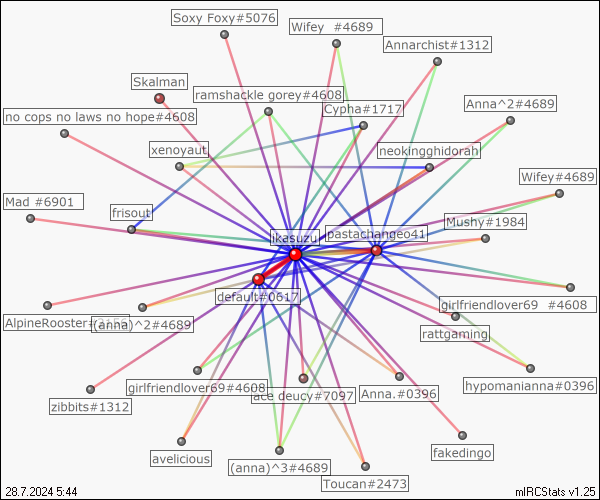 Soxy Foxy#5076
Wifey #4689
Annarchist#1312
Skalman
ramshackle gorey#4608
Anna^2#4689
Cypha#1717
no cops no laws no hope#4608
xenoyaut
neokingghidorah
Wifey#4689
Mad #6901
frisout
Mushy#1984
ikasuzu
pastachangeo41
default#0617
girlfriendlover69 #4608
AlpineRooster#
(anna)^2#4689
rattgaming
girlfriendlover69#4608
ace deucy#7097
Anna.#0396
hypomanianna#0396
zibbits#1312
avelicious
(anna)^3#4689
fakedingo
Toucan#2473
28.7.2024 5:44
mIRCStats v1.25